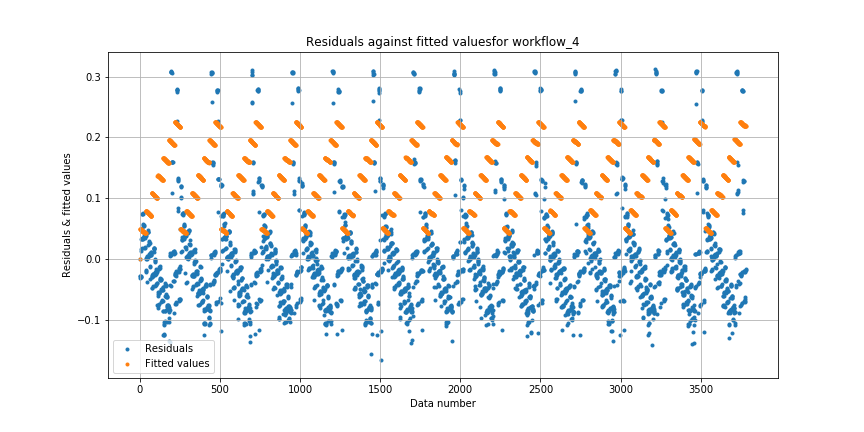 Residuals against fitted valuesfor workflow_4
Residuals & fitted values
0.3
0.2
0.1
0.0
−0.1
Residuals
Fitted values
0
500
1000
1500
2000
2500
3000
3500
Data number